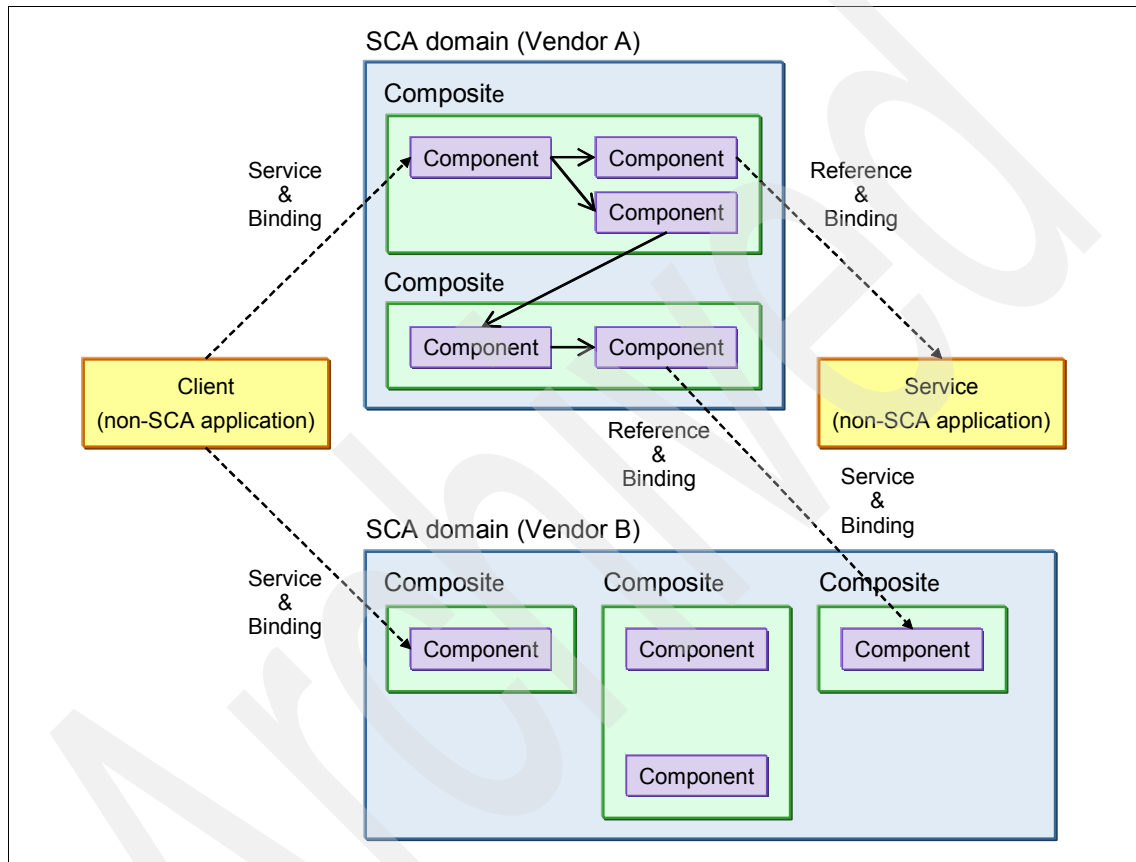 SCA domain (Vendor A)
Composite
Component
Component
Component
Service
&
Binding
Reference
&
Binding
Composite
Component
Component
Client
(non-SCA application)
Service
(non-SCA application)
Reference
&
Binding
Service
&
Binding
SCA domain (Vendor B)
Service
&
Binding
Composite
Composite
Composite
Component
Component
Component
Component
Archived